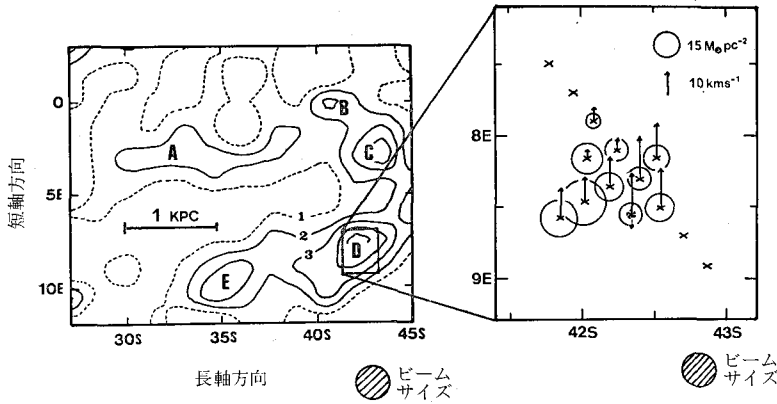 0
5E
10E
短軸方向
A
B
C
D
E
1
2
3
1 KPC
30S
35S
40S
45S
長軸方向
ビーム
サイズ
15 M⊙ pc⁻²
10 kms⁻¹
8E
9E
42S
43S
ビーム
サイズ